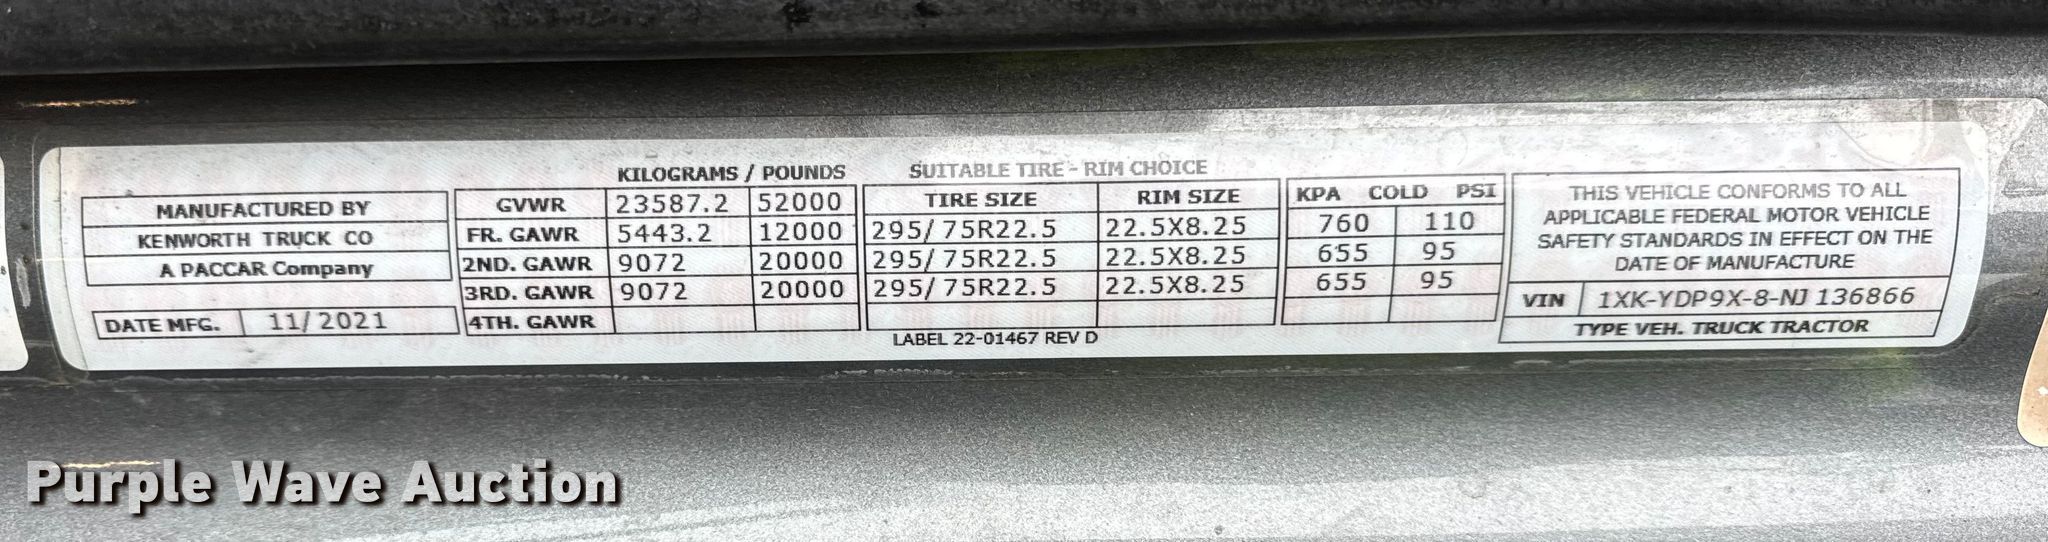 KILOGRAMS / POUNDS SUITABLE TIRE - RIM CHOICE
MANUFACTURED BY
KENWORTH TRUCK CO
A PACCAR Company
DATE MFG. 11/2021
GVWR 23587.2 52000 TIRE SIZE RIM SIZE KPA COLD PSI
FR. GAWR 5443.2 12000 295/75R22.5 22.5X8.25 760 110
2ND. GAWR 9072 20000 295/75R22.5 22.5X8.25 655 95
3RD. GAWR 9072 20000 295/75R22.5 22.5X8.25 655 95
4TH. GAWR
LABEL 22-01467 REV D
THIS VEHICLE CONFORMS TO ALL
APPLICABLE FEDERAL MOTOR VEHICLE
SAFETY STANDARDS IN EFFECT ON THE
DATE OF MANUFACTURE
VIN 1XK-YDP9X-8-NJ 136866
TYPE VEH. TRUCK TRACTOR
Purple Wave Auction